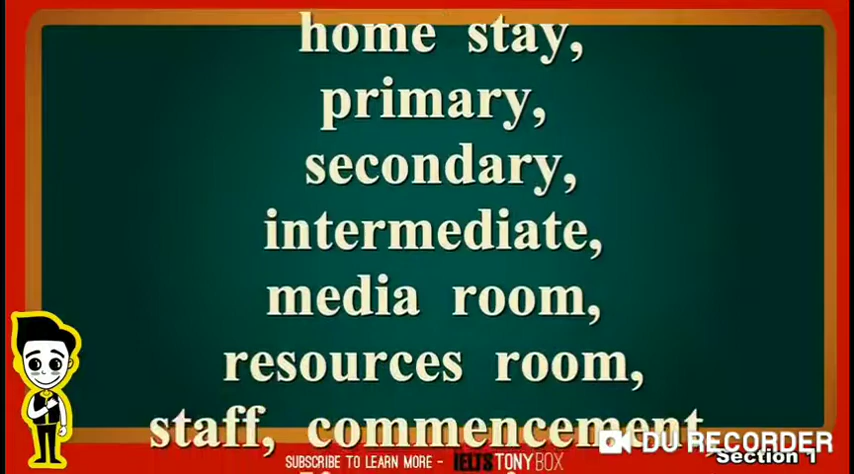 home stay,
primary,
secondary,
intermediate,
media room,
resources room,
staff, commencement,
DU RECORDER
Section 1
SUBSCRIBE TO LEARN MORE - IELTS TONY BOX